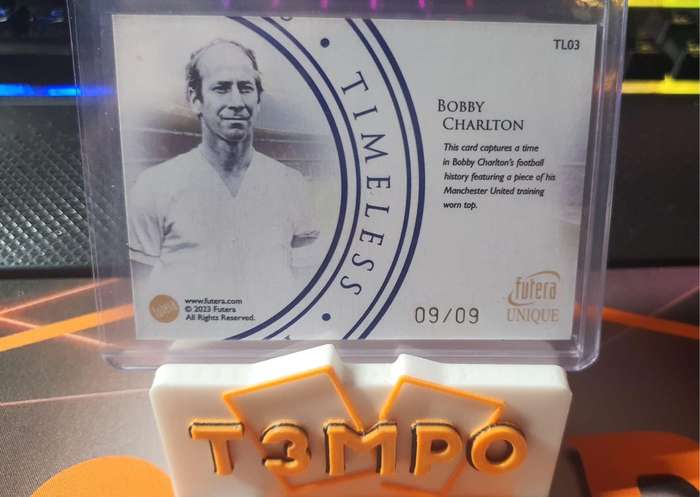 TL03
TIMELESS
BOBBY
CHARLTON
This card captures a time
in Bobby Charlton's football
history featuring a piece of his
Manchester United training
worn top.
www.futera.com
© 2023 Futera
All Rights Reserved.
09/09
futera
UNIQUE
T3MPO